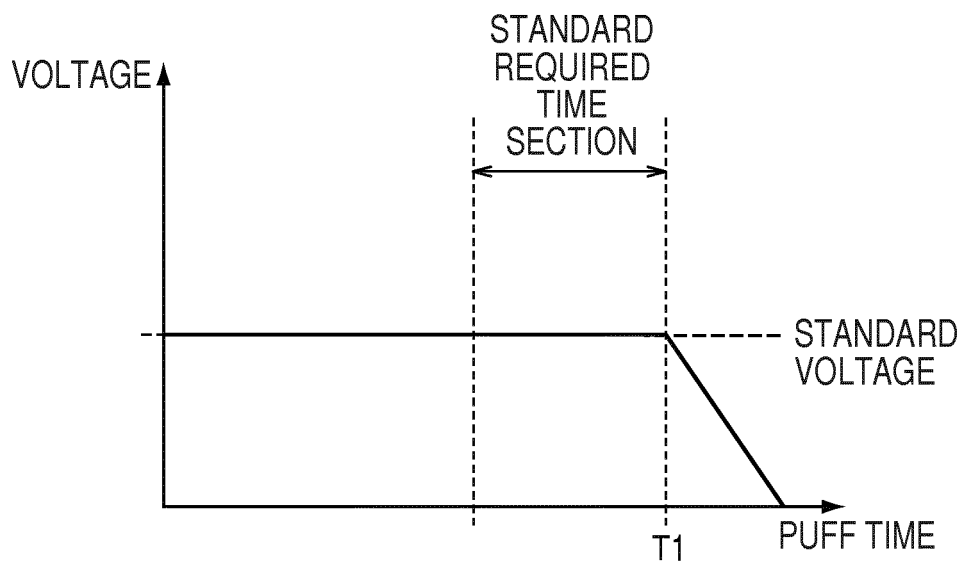 STANDARD
REQUIRED
TIME
SECTION
VOLTAGE
STANDARD
VOLTAGE
T1
PUFF TIME